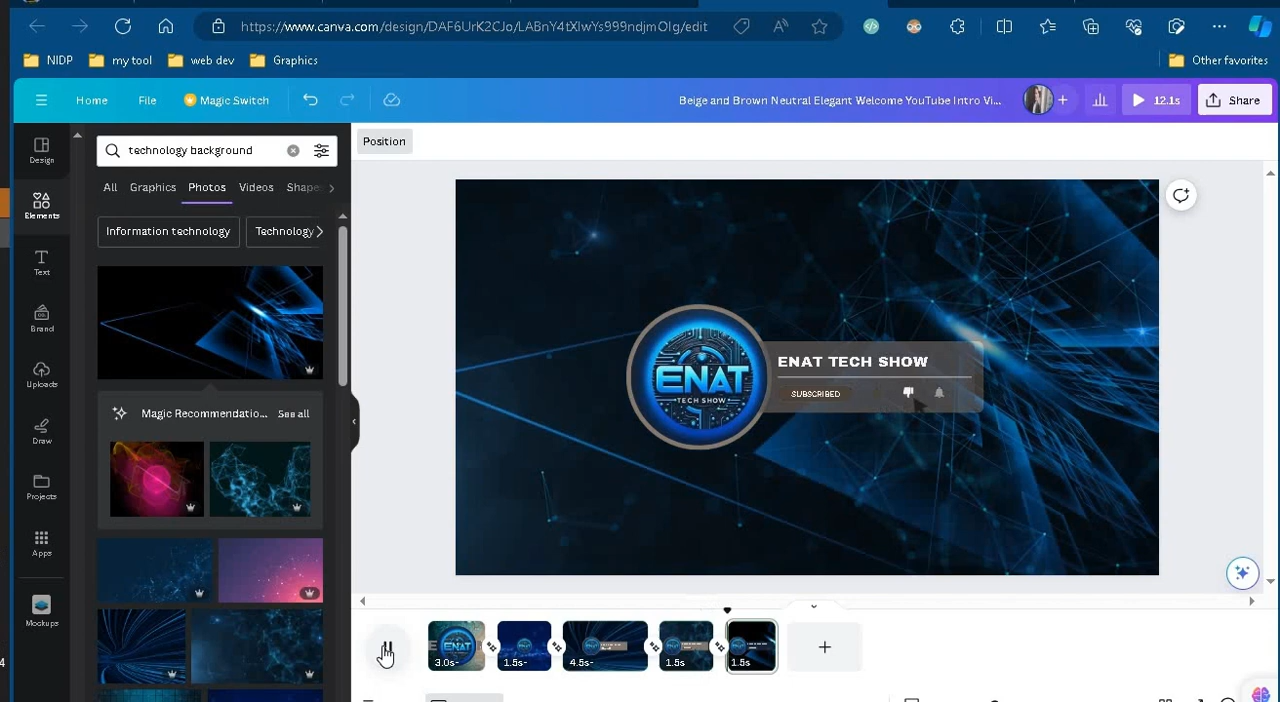 https://www.canva.com/design/DAF6UrK2CJo/LABnY4tXlwYs999ndjmOlg/edit
NIDP
my tool
web dev
Graphics
Other favorites
Home
File
Magic Switch
Beige and Brown Neutral Elegant Welcome YouTube Intro Vi...
12.1s
Share
Design
Elements
Text
Brand
Uploads
Draw
Projects
Apps
Mockups
technology background
All
Graphics
Photos
Videos
Shape
Information technology
Technology
Magic Recommendatio...
See all
Position
ENAT
TECH SHOW
ENAT TECH SHOW
SUBSCRIBED
ENAT
3.0s
1.5s
4.5s
1.5s
1.5s
4